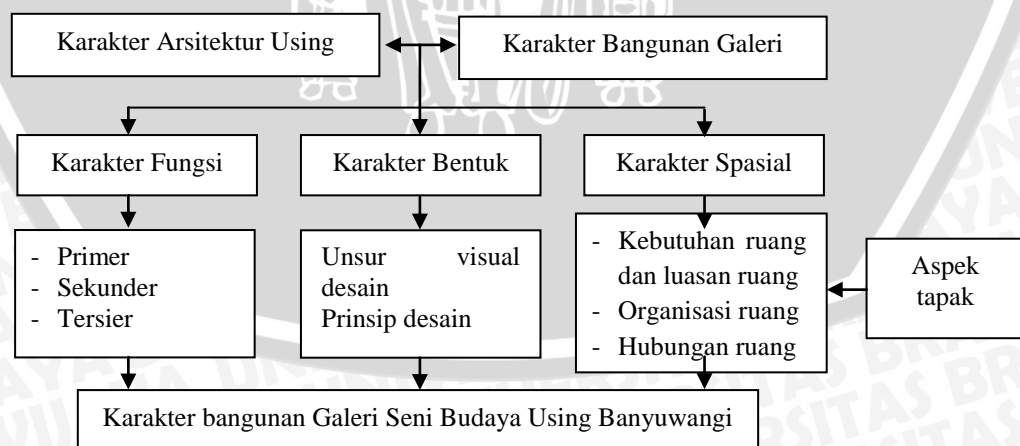 Karakter Arsitektur Using
Karakter Bangunan Galeri
Karakter Fungsi
Karakter Bentuk
Karakter Spasial
- Primer
- Sekunder
- Tersier
Unsur visual
desain
Prinsip desain
- Kebutuhan ruang
dan luasan ruang
- Organisasi ruang
- Hubungan ruang
Aspek
tapak
Karakter bangunan Galeri Seni Budaya Using Banyuwangi